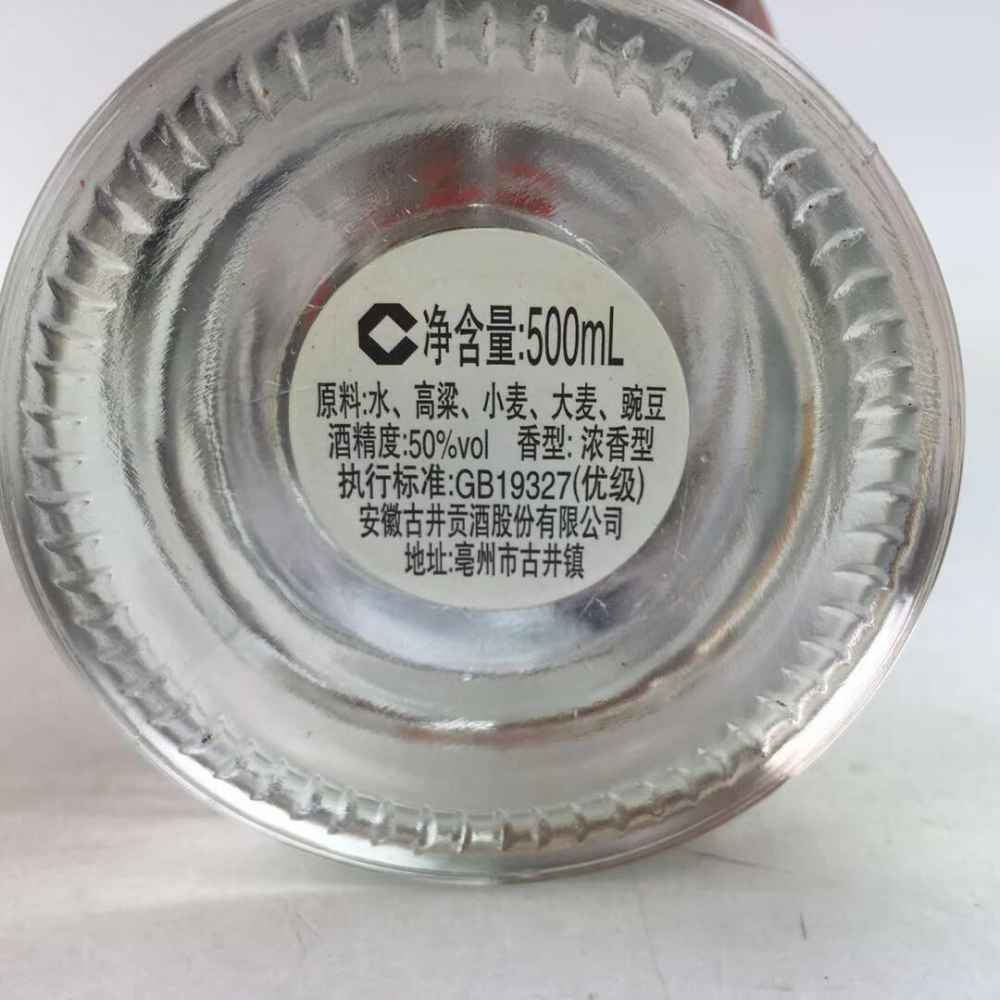 净含量:500mL
原料:水、高粱、小麦、大麦、豌豆
酒精度:50%vol 香型: 浓香型
执行标准:GB19327(优级)
安徽古井贡酒股份有限公司
地址:亳州市古井镇